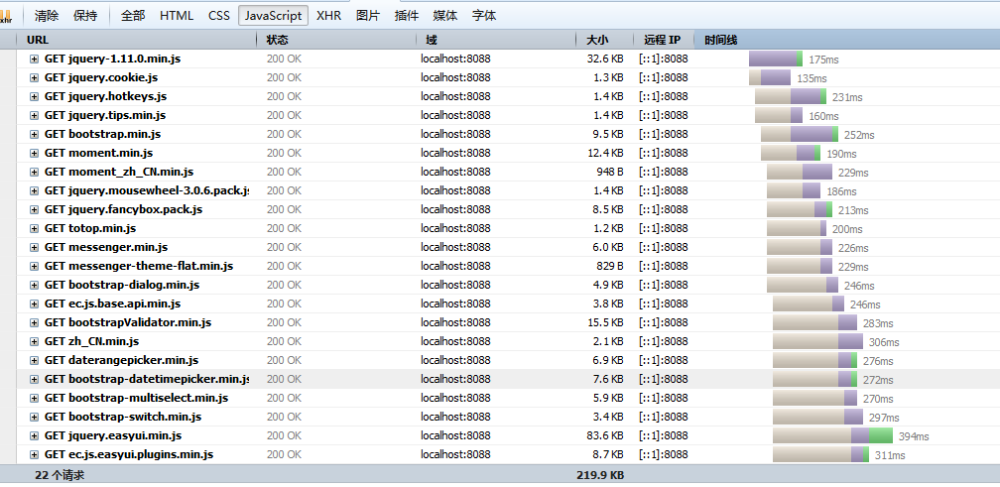 xhr 清除 保持 全部 HTML CSS JavaScript XHR 图片 插件 媒体 字体
URL 状态 域 大小 远程 IP 时间线
GET jquery-1.11.0.min.js 200 OK localhost:8088 32.6 KB [::1]:8088 175ms
GET jquery.cookie.js 200 OK localhost:8088 1.3 KB [::1]:8088 135ms
GET jquery.hotkeys.js 200 OK localhost:8088 1.4 KB [::1]:8088 231ms
GET jquery.tips.min.js 200 OK localhost:8088 1.4 KB [::1]:8088 160ms
GET bootstrap.min.js 200 OK localhost:8088 9.5 KB [::1]:8088 252ms
GET moment.min.js 200 OK localhost:8088 12.4 KB [::1]:8088 190ms
GET moment_zh_CN.min.js 200 OK localhost:8088 948 B [::1]:8088 229ms
GET jquery.mousewheel-3.0.6.pack.js 200 OK localhost:8088 1.4 KB [::1]:8088 186ms
GET jquery.fancybox.pack.js 200 OK localhost:8088 8.5 KB [::1]:8088 213ms
GET totop.min.js 200 OK localhost:8088 1.2 KB [::1]:8088 200ms
GET messenger.min.js 200 OK localhost:8088 6.0 KB [::1]:8088 226ms
GET messenger-theme-flat.min.js 200 OK localhost:8088 829 B [::1]:8088 229ms
GET bootstrap-dialog.min.js 200 OK localhost:8088 4.9 KB [::1]:8088 246ms
GET ec.js.base.api.min.js 200 OK localhost:8088 3.8 KB [::1]:8088 246ms
GET bootstrapValidator.min.js 200 OK localhost:8088 15.5 KB [::1]:8088 283ms
GET zh_CN.min.js 200 OK localhost:8088 2.1 KB [::1]:8088 306ms
GET daterangepicker.min.js 200 OK localhost:8088 6.9 KB [::1]:8088 276ms
GET bootstrap-datetimepicker.min.js 200 OK localhost:8088 7.6 KB [::1]:8088 272ms
GET bootstrap-multiselect.min.js 200 OK localhost:8088 5.9 KB [::1]:8088 270ms
GET bootstrap-switch.min.js 200 OK localhost:8088 3.4 KB [::1]:8088 297ms
GET jquery.easyui.min.js 200 OK localhost:8088 83.6 KB [::1]:8088 394ms
GET ec.js.easyui.plugins.min.js 200 OK localhost:8088 8.7 KB [::1]:8088 311ms
22 个请求 219.9 KB